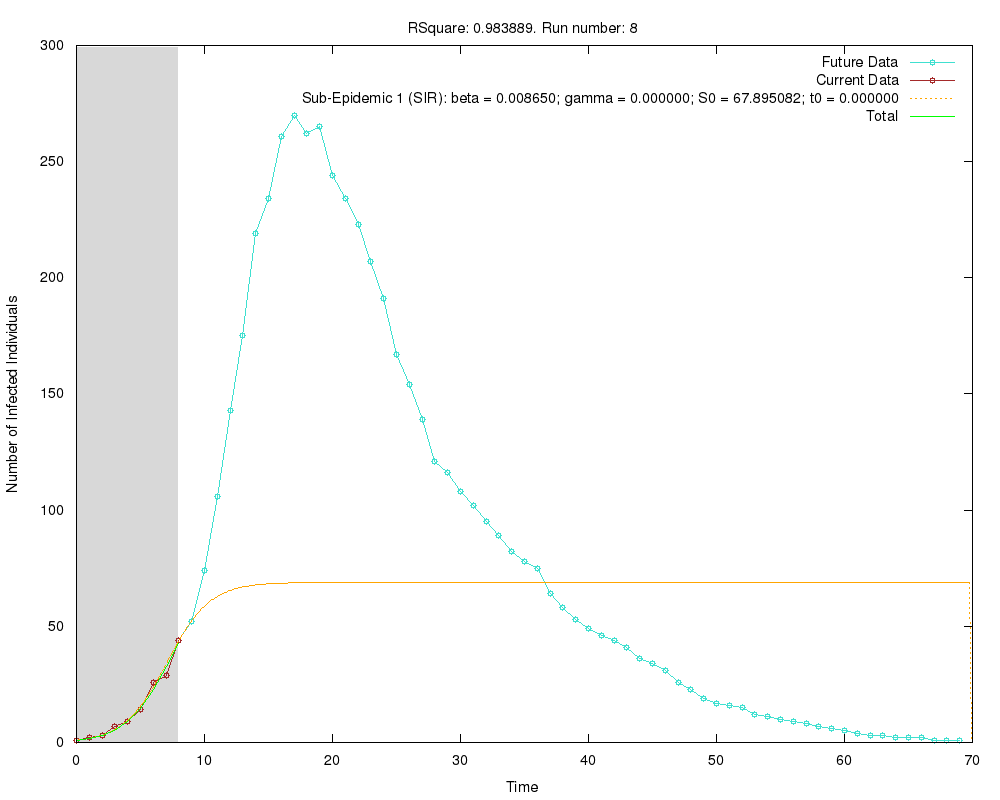 RSquare: 0.983889. Run number: 8
300
250
200
150
100
50
0
Number of Infected Individuals
Future Data
Current Data
Sub-Epidemic 1 (SIR): beta = 0.008650; gamma = 0.000000; S0 = 67.895082; t0 = 0.000000
Total
0 10 20 30 40 50 60 70
Time